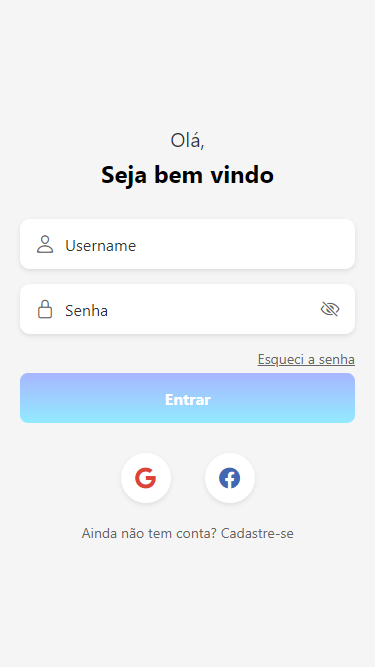 Olá,
Seja bem vindo
Username
Senha
Esqueci a senha
Entrar
Ainda não tem conta? Cadastre-se